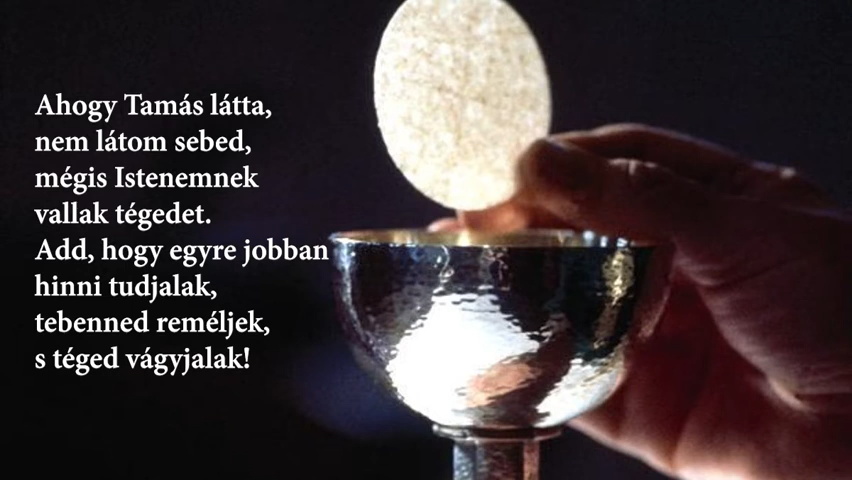 Ahogy Tamás látta,
nem látom sebed,
mégis Istenemnek
vallak tégedet.
Add, hogy egyre jobban
hinni tudjalak,
tebenned reméljek,
s téged vágyjalak!